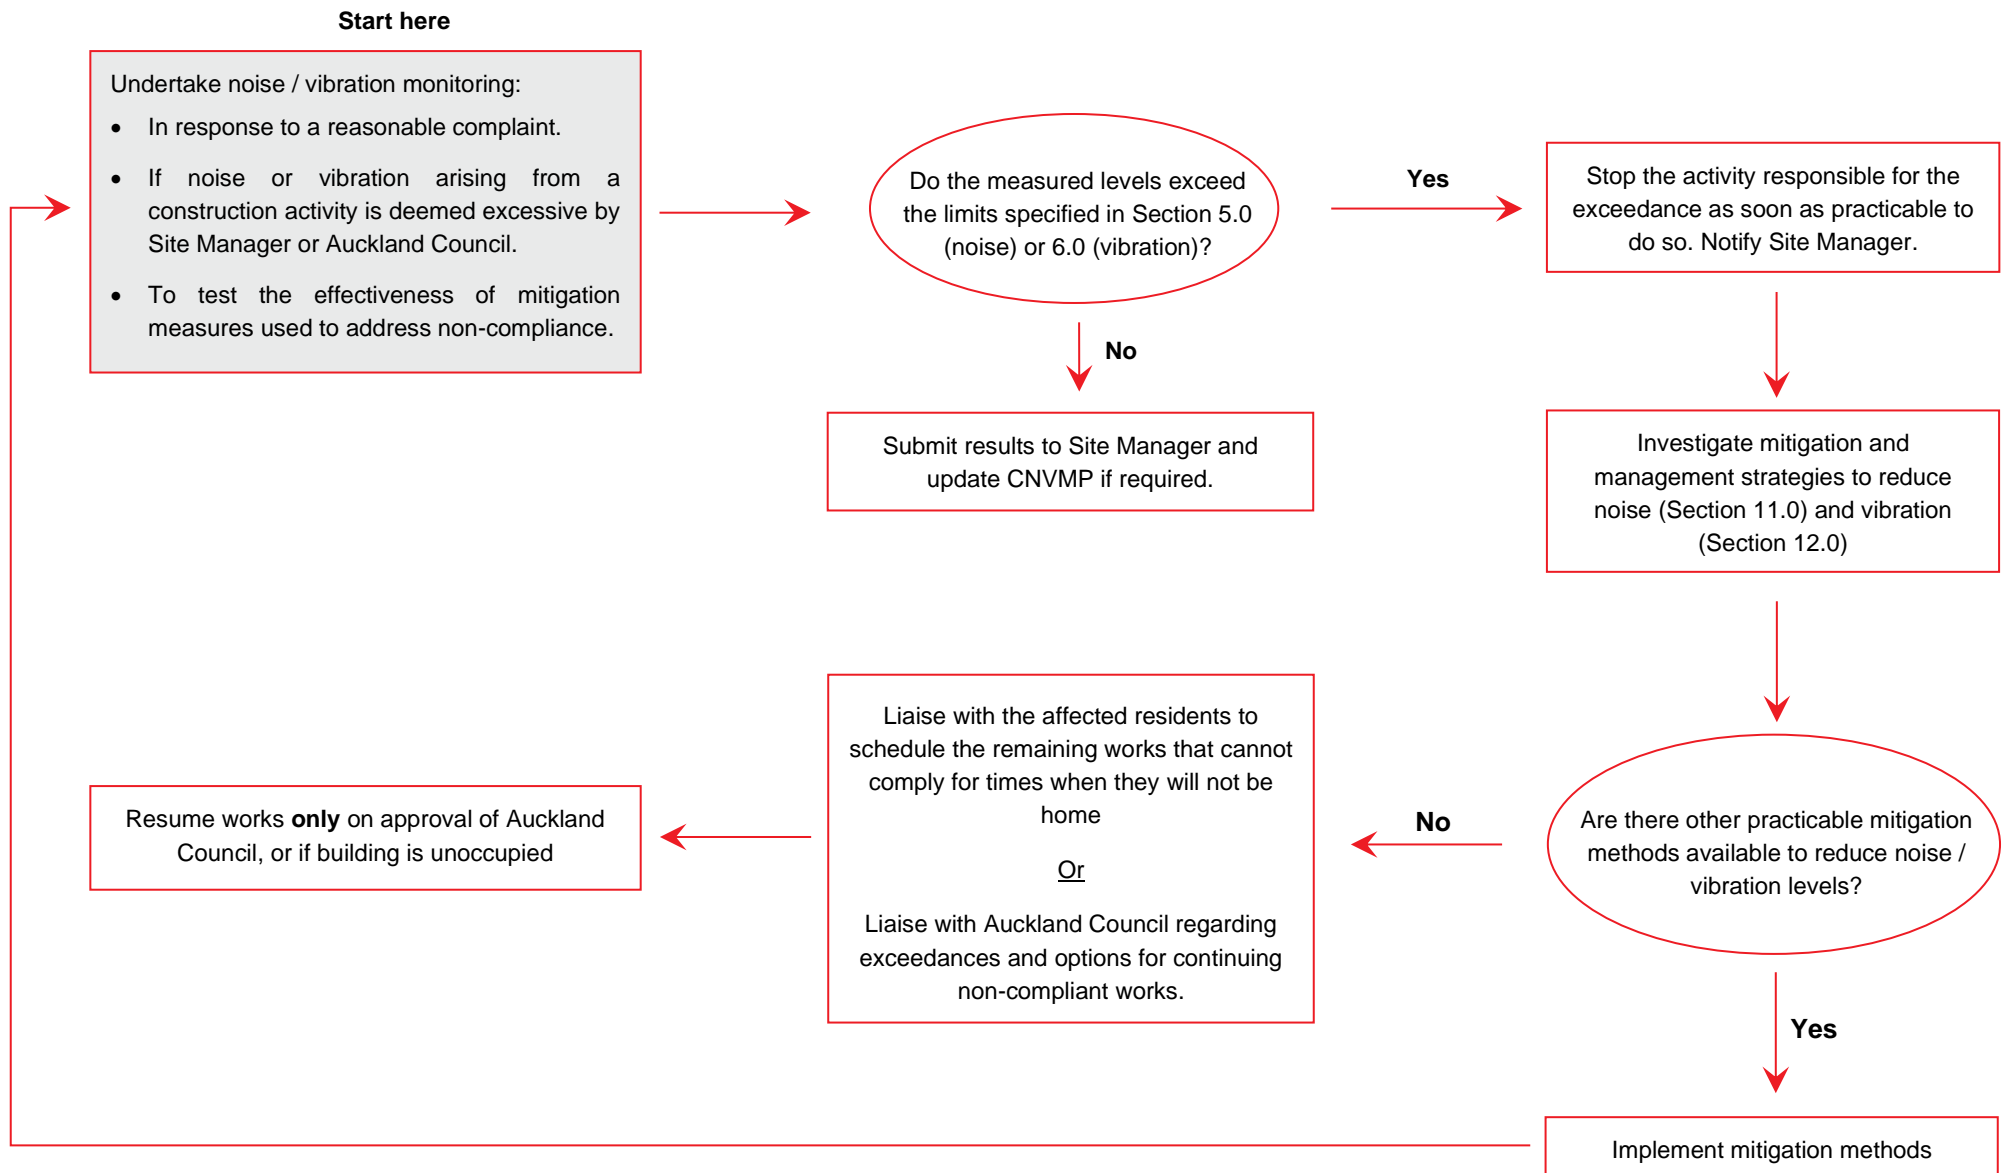 Start here
Undertake noise / vibration monitoring:
• In response to a reasonable complaint.
• If noise or vibration arising from a
construction activity is deemed excessive by
Site Manager or Auckland Council.
• To test the effectiveness of mitigation
measures used to address non-compliance.
Do the measured levels exceed
the limits specified in Section 5.0
(noise) or 6.0 (vibration)?
Yes
Stop the activity responsible for the
exceedance as soon as practicable to
do so. Notify Site Manager.
No
Submit results to Site Manager and
update CNVMP if required.
Investigate mitigation and
management strategies to reduce
noise (Section 11.0) and vibration
(Section 12.0)
Are there other practicable mitigation
methods available to reduce noise /
vibration levels?
No
Liaise with the affected residents to
schedule the remaining works that cannot
comply for times when they will not be
home
Or
Liaise with Auckland Council regarding
exceedances and options for continuing
non-compliant works.
Resume works only on approval of Auckland
Council, or if building is unoccupied
Yes
Implement mitigation methods